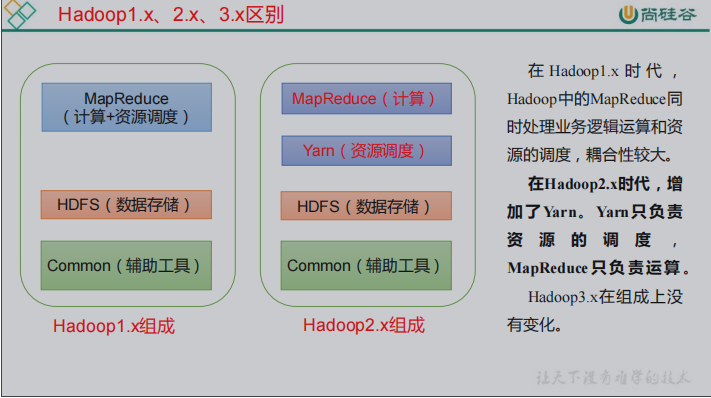 Hadoop1.x、2.x、3.x区别
尚硅谷
MapReduce
（计算+资源调度）
HDFS（数据存储）
Common（辅助工具）
Hadoop1.x组成
MapReduce（计算）
Yarn（资源调度）
HDFS（数据存储）
Common（辅助工具）
Hadoop2.x组成
在Hadoop1.x时代，
Hadoop中的MapReduce同
时处理业务逻辑运算和资
源的调度，耦合性较大。
在Hadoop2.x时代，增
加了Yarn。Yarn只负责
资源的调度，
MapReduce只负责运算。
Hadoop3.x在组成上没
有变化。
让天下没有难学的技术